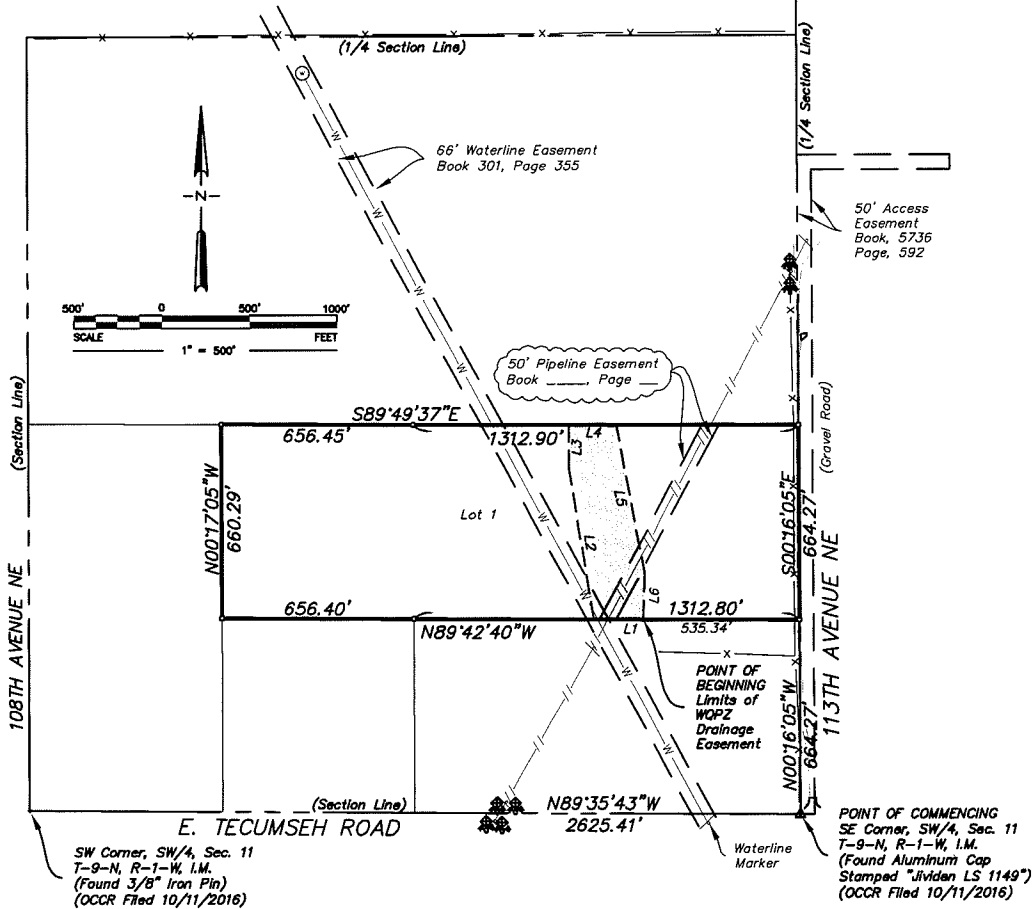 (1/4 Section Line)
(1/4 Section Line)
66' Waterline Easement
Book 301, Page 355
N
50' Access
Easement
Book, 5736
Page, 592
500' 0 500' 1000'
SCALE FEET
1" = 500'
50' Pipeline Easement
Book ____, Page __
(Section Line)
(Gravel Road)
S89°49'37"E
656.45' 1312.90'
L4
L3
L5
N00°17'05"W
660.29'
Lot 1
L2
S00°16'05"E
664.27'
L6
656.40' 1312.80'
N89°42'40"W L1 535.34'
108TH AVENUE NE
113TH AVENUE NE
POINT OF
BEGINNING
Limits of
WQPZ
Drainage
Easement
N00°16'05"W
664.27'
(Section Line) N89°35'43"W
E. TECUMSEH ROAD 2625.41'
Waterline
Marker
SW Corner, SW/4, Sec. 11
T-9-N, R-1-W, I.M.
(Found 3/8" Iron Pin)
(OCCR Filed 10/11/2016)
POINT OF COMMENCING
SE Corner, SW/4, Sec. 11
T-9-N, R-1-W, I.M.
(Found Aluminum Cap
Stamped "Jividen LS 1149")
(OCCR Filed 10/11/2016)
W
W
W
W
W
W
W
W
X
X
X
X
X
X
X
X
X
X
X
X
X